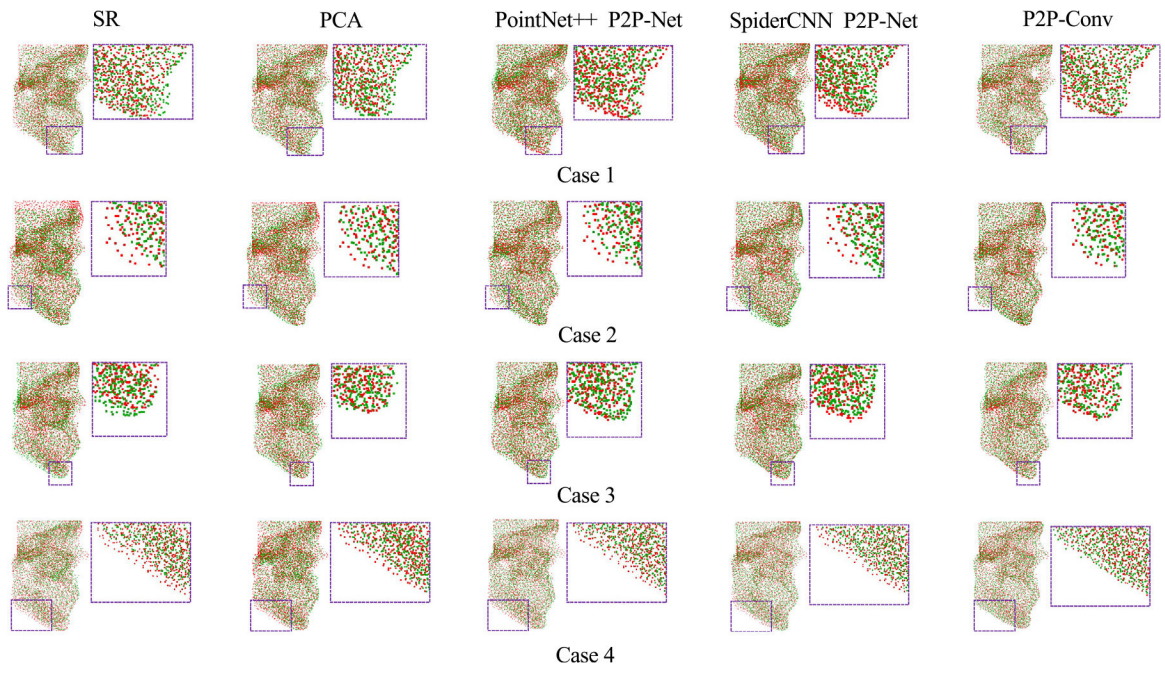 SR PCA PointNet++ P2P-Net SpiderCNN P2P-Net P2P-Conv
Case 1
Case 2
Case 3
Case 4